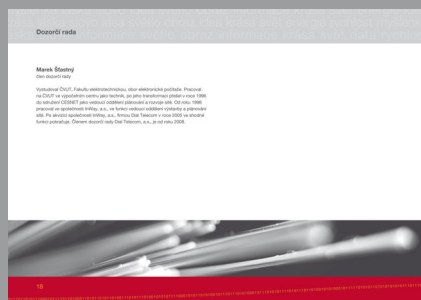 Dozorčí rada
Marek Šťastný
člen dozorčí rady
Vystudoval ČVUT, Fakultu elektrotechnickou, obor elektronické počítače. Pracoval
na ČVUT ve výpočetním centru jako technik, po jeho transformaci přešel v roce 1996
do sdružení CESNET jako vedoucí oddělení plánování a rozvoje sítě. Od roku 1998
pracoval ve společnosti InWay, a.s., ve funkci vedoucí oddělení výstavby a plánování
sítě. Po akvizici společnosti InWay, a.s., firmou Dial Telecom v roce 2006 ve shodné
funkci pokračuje. Členem dozorčí rady Dial Telecom, a.s., je od roku 2008.
18